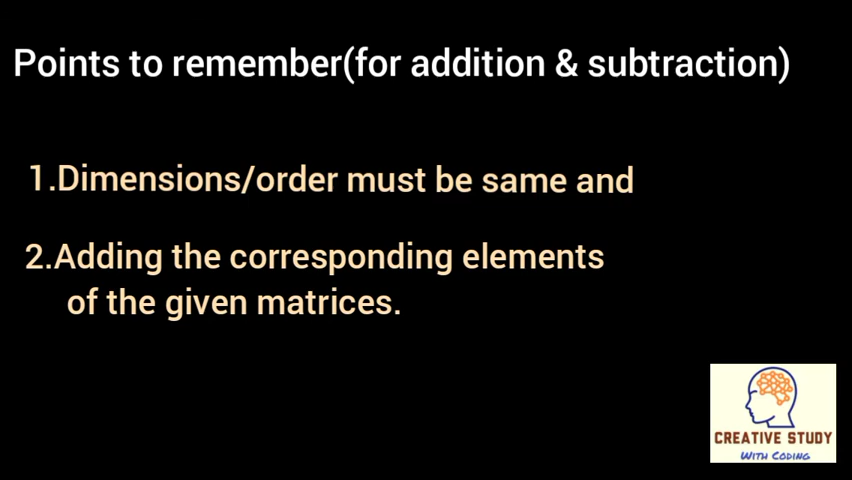 Points to remember(for addition & subtraction)
1.Dimensions/order must be same and
2.Adding the corresponding elements
of the given matrices.
CREATIVE STUDY
WITH CODING